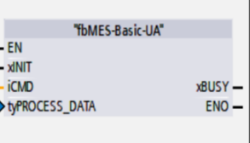 "fbMES-Basic-UA"
EN
xINIT
iCMD xBUSY
tyPROCESS_DATA ENO